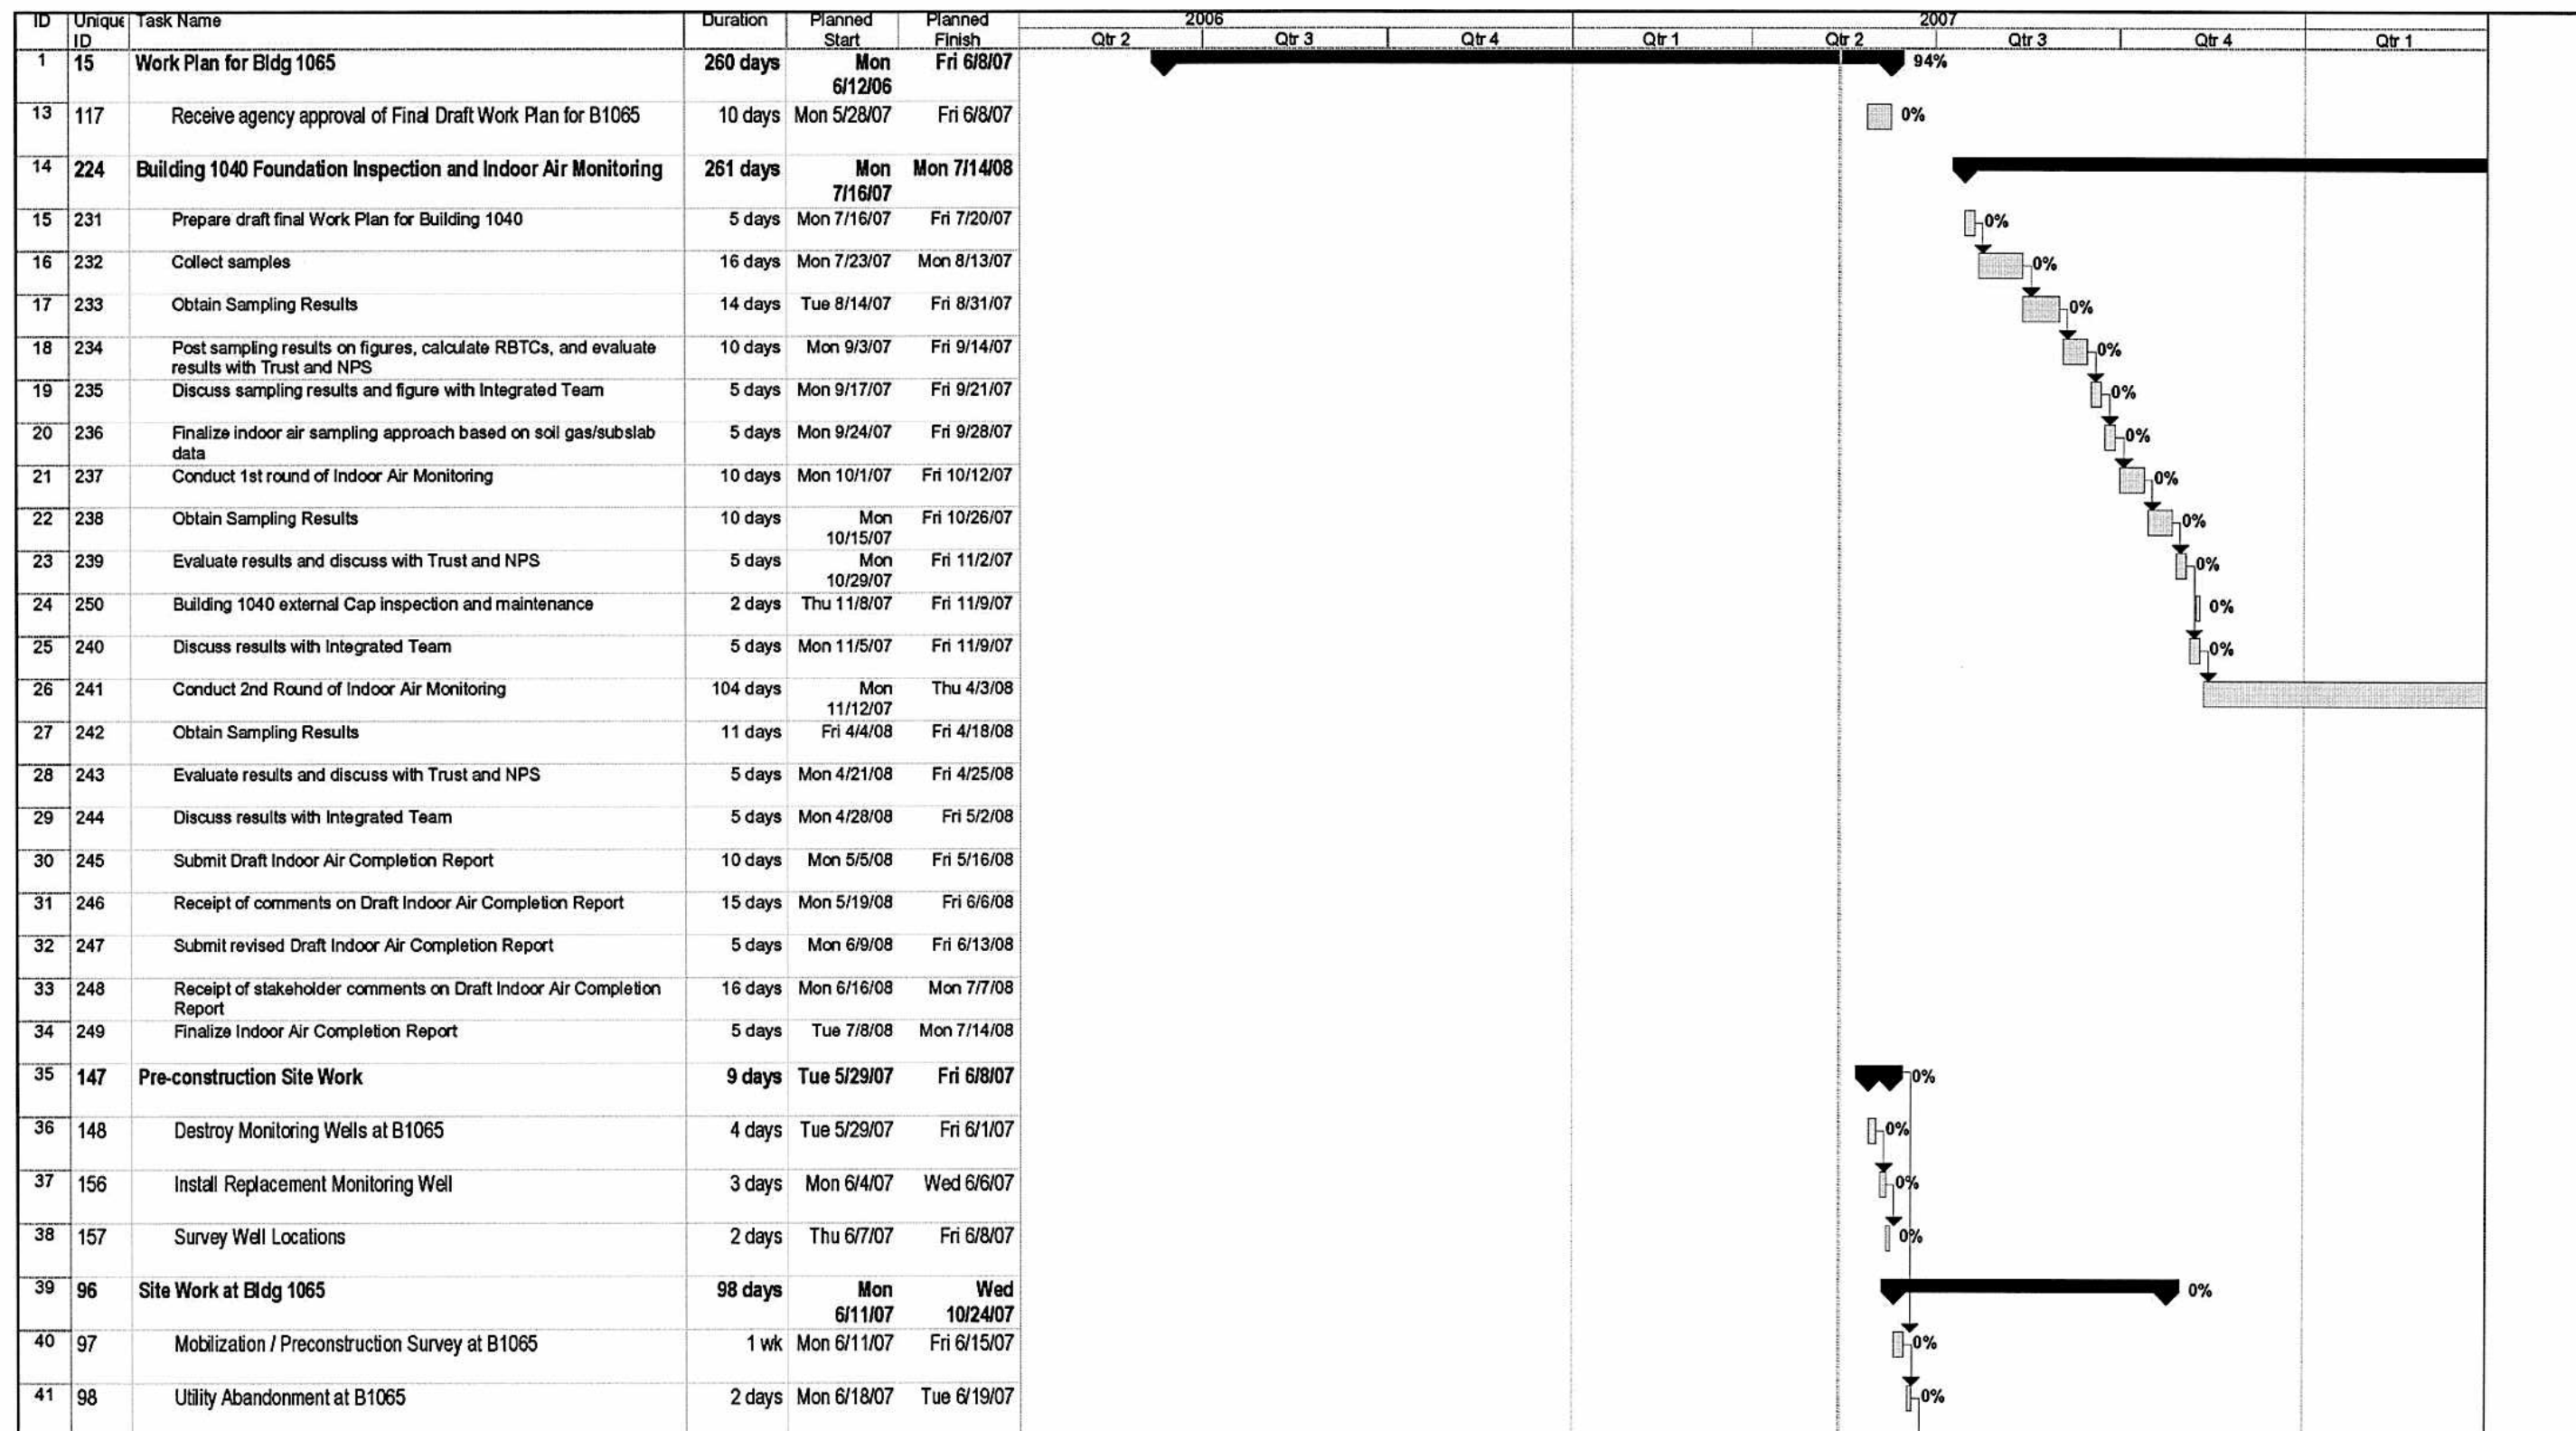 ID Unique ID Task Name Duration Planned Start Planned Finish 2006 2007
Qtr 2 Qtr 3 Qtr 4 Qtr 1 Qtr 2 Qtr 3 Qtr 4 Qtr 1
1 15 Work Plan for Bldg 1065 260 days Mon 6/12/06 Fri 6/8/07 94%
13 117 Receive agency approval of Final Draft Work Plan for B1065 10 days Mon 5/28/07 Fri 6/8/07 0%
14 224 Building 1040 Foundation Inspection and Indoor Air Monitoring 261 days Mon 7/16/07 Mon 7/14/08
15 231 Prepare draft final Work Plan for Building 1040 5 days Mon 7/16/07 Fri 7/20/07 0%
16 232 Collect samples 16 days Mon 7/23/07 Mon 8/13/07 0%
17 233 Obtain Sampling Results 14 days Tue 8/14/07 Fri 8/31/07 0%
18 234 Post sampling results on figures, calculate RBTCs, and evaluate results with Trust and NPS 10 days Mon 9/3/07 Fri 9/14/07 0%
19 235 Discuss sampling results and figure with Integrated Team 5 days Mon 9/17/07 Fri 9/21/07 0%
20 236 Finalize indoor air sampling approach based on soil gas/subslab data 5 days Mon 9/24/07 Fri 9/28/07 0%
21 237 Conduct 1st round of Indoor Air Monitoring 10 days Mon 10/1/07 Fri 10/12/07 0%
22 238 Obtain Sampling Results 10 days Mon 10/15/07 Fri 10/26/07 0%
23 239 Evaluate results and discuss with Trust and NPS 5 days Mon 10/29/07 Fri 11/2/07 0%
24 250 Building 1040 external Cap inspection and maintenance 2 days Thu 11/8/07 Fri 11/9/07 0%
25 240 Discuss results with Integrated Team 5 days Mon 11/5/07 Fri 11/9/07 0%
26 241 Conduct 2nd Round of Indoor Air Monitoring 104 days Mon 11/12/07 Thu 4/3/08
27 242 Obtain Sampling Results 11 days Fri 4/4/08 Fri 4/18/08
28 243 Evaluate results and discuss with Trust and NPS 5 days Mon 4/21/08 Fri 4/25/08
29 244 Discuss results with Integrated Team 5 days Mon 4/28/08 Fri 5/2/08
30 245 Submit Draft Indoor Air Completion Report 10 days Mon 5/5/08 Fri 5/16/08
31 246 Receipt of comments on Draft Indoor Air Completion Report 15 days Mon 5/19/08 Fri 6/6/08
32 247 Submit revised Draft Indoor Air Completion Report 5 days Mon 6/9/08 Fri 6/13/08
33 248 Receipt of stakeholder comments on Draft Indoor Air Completion Report 16 days Mon 6/16/08 Mon 7/7/08
34 249 Finalize Indoor Air Completion Report 5 days Tue 7/8/08 Mon 7/14/08
35 147 Pre-construction Site Work 9 days Tue 5/29/07 Fri 6/8/07 0%
36 148 Destroy Monitoring Wells at B1065 4 days Tue 5/29/07 Fri 6/1/07 0%
37 156 Install Replacement Monitoring Well 3 days Mon 6/4/07 Wed 6/6/07 0%
38 157 Survey Well Locations 2 days Thu 6/7/07 Fri 6/8/07 0%
39 96 Site Work at Bldg 1065 98 days Mon 6/11/07 Wed 10/24/07 0%
40 97 Mobilization / Preconstruction Survey at B1065 1 wk Mon 6/11/07 Fri 6/15/07 0%
41 98 Utility Abandonment at B1065 2 days Mon 6/18/07 Tue 6/19/07 0%